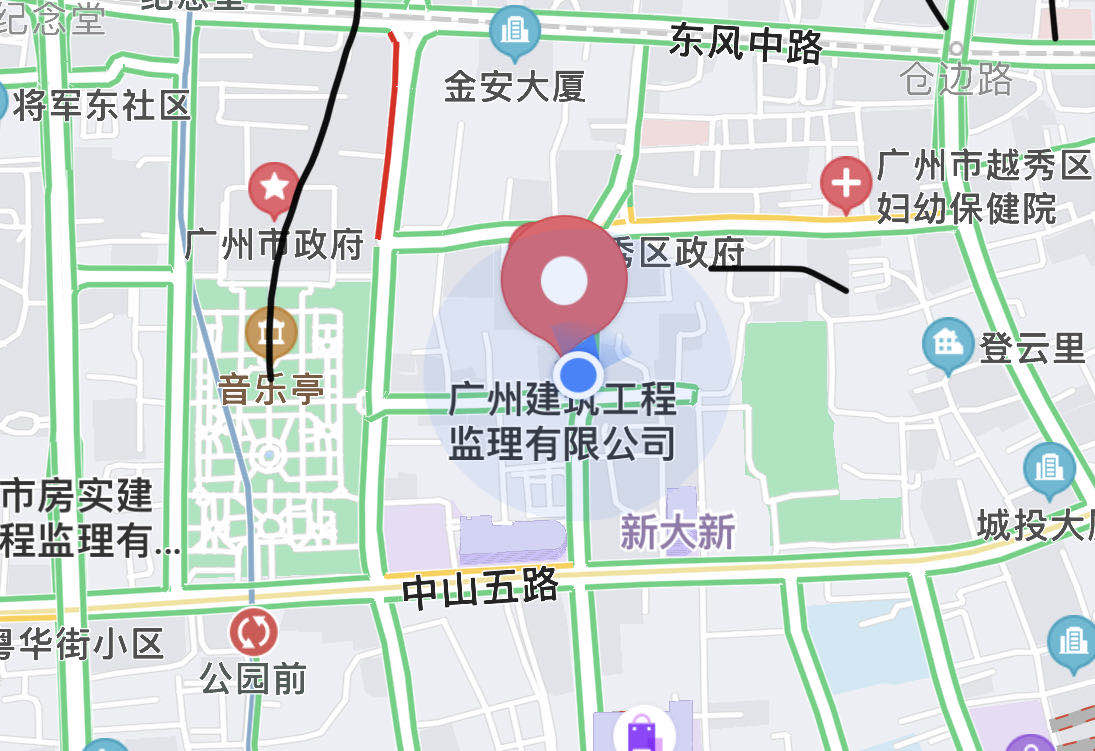 纪念堂
纪念堂
东风中路
金安大厦
仓边路
将军东社区
广州市越秀区
妇幼保健院
广州市政府
秀区政府
登云里
音乐亭
广州建筑工程
监理有限公司
市房实建
程监理有...
新大新
城投大厦
中山五路
粤华街小区
公园前